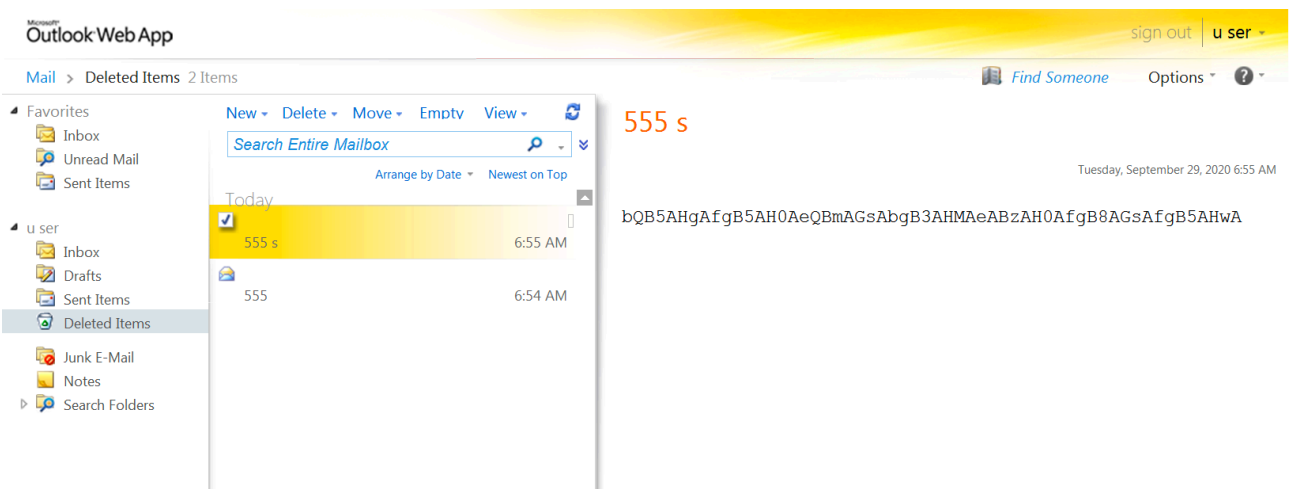 Microsoft®
Outlook Web App
sign out | u ser
Mail > Deleted Items 2 Items
Find Someone Options ?
Favorites
Inbox
Unread Mail
Sent Items
u ser
Inbox
Drafts
Sent Items
Deleted Items
Junk E-Mail
Notes
Search Folders
New Delete Move Empty View
Search Entire Mailbox
Arrange by Date Newest on Top
Today
555 s 6:55 AM
555 6:54 AM
555 s
Tuesday, September 29, 2020 6:55 AM
bQB5AHgAfgB5AH0AeQBmAGsAbgB3AHMAeABzAH0AfgB8AGsAfgB5AHwA